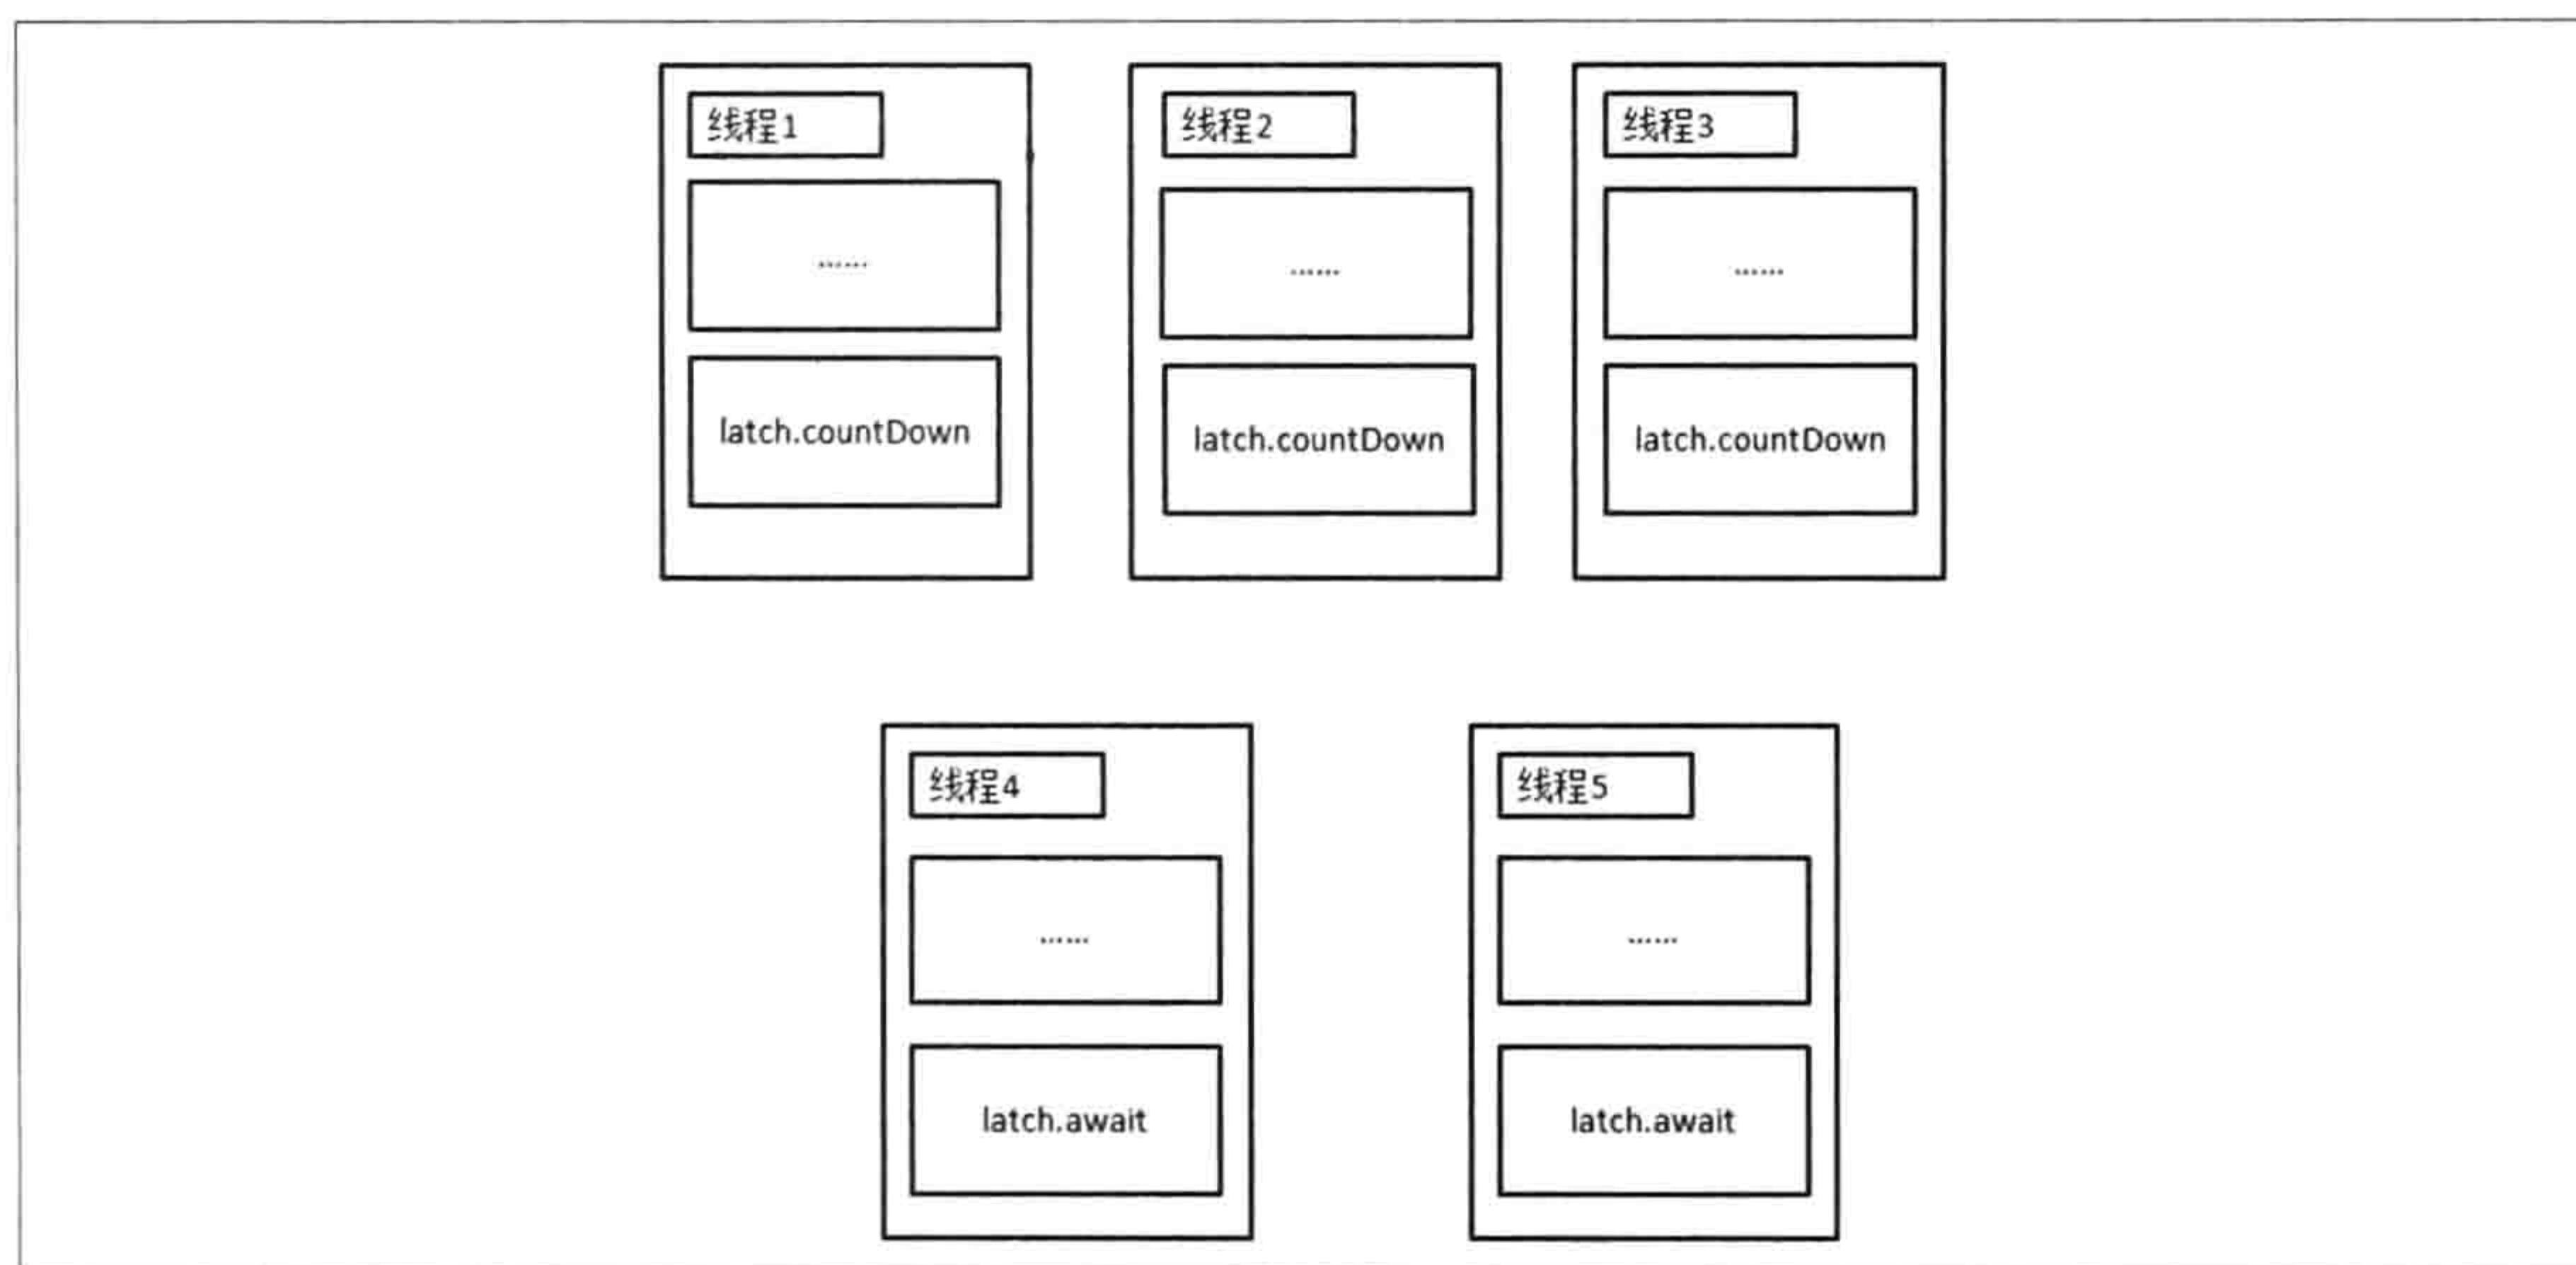 线程1
线程2
线程3
……
……
……
latch.countDown
latch.countDown
latch.countDown
线程4
线程5
……
……
latch.await
latch.await